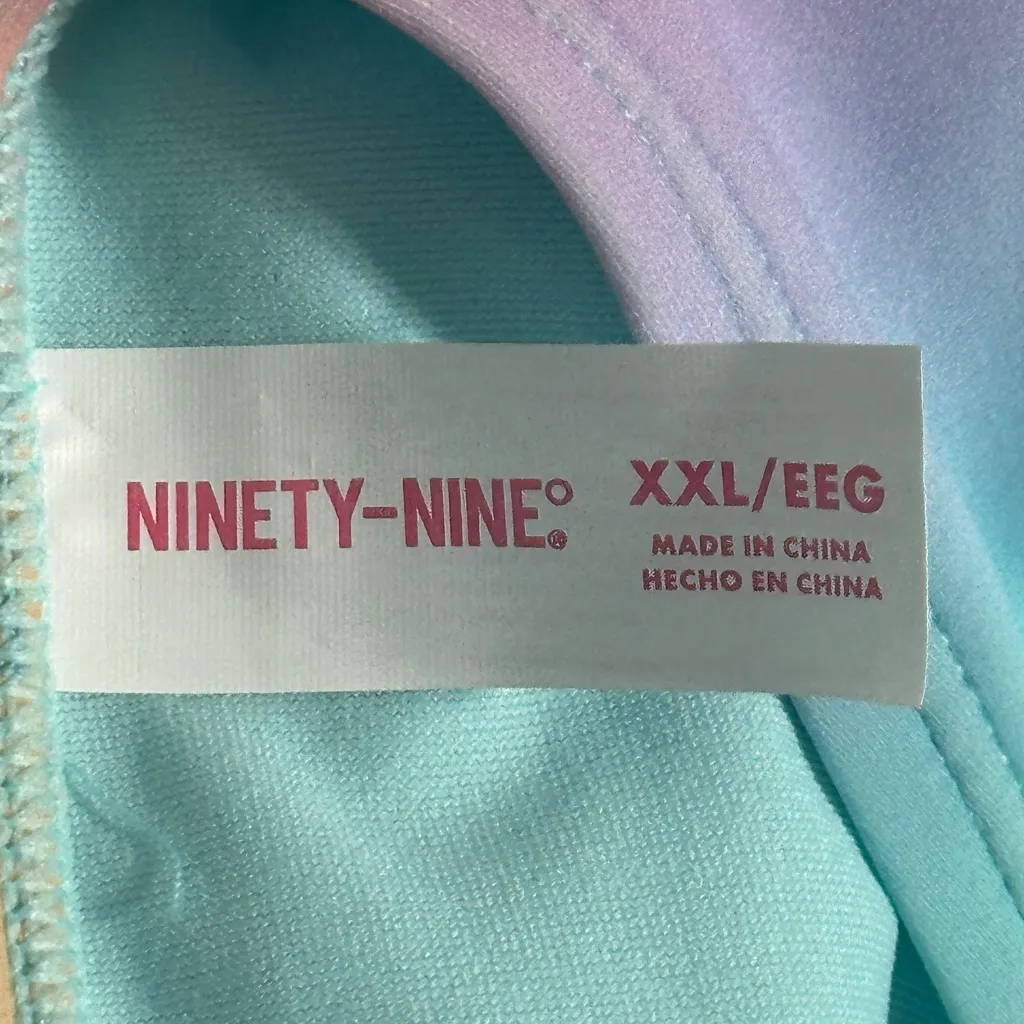 NINETY-NINE°®
XXL/EEG
MADE IN CHINA
HECHO EN CHINA